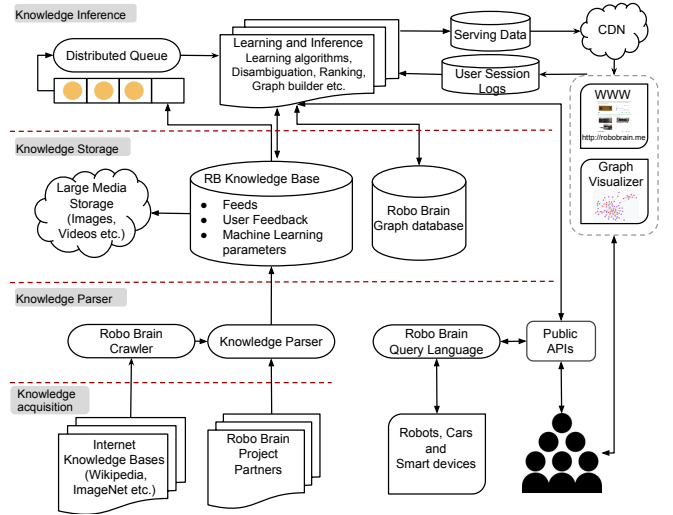 Knowledge Inference
Distributed Queue
Learning and Inference
Learning algorithms,
Disambiguation, Ranking,
Graph builder etc.
Serving Data
CDN
User Session
Logs
WWW
http://robobrain.me
Graph
Visualizer
Knowledge Storage
Large Media
Storage
(Images,
Videos etc.)
RB Knowledge Base
● Feeds
● User Feedback
● Machine Learning
parameters
Robo Brain
Graph database
Knowledge Parser
Robo Brain
Crawler
Knowledge Parser
Robo Brain
Query Language
Public
APIs
Knowledge
acquisition
Internet
Knowledge Bases
(Wikipedia,
ImageNet etc.)
Robo Brain
Project
Partners
Robots, Cars
and
Smart devices